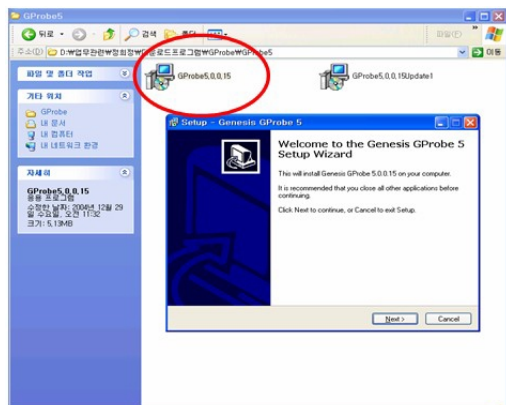 GProbe5
뒤로
검색
폴더
편집(E)
주소(D)
D:₩업무관련₩정희정₩다운로드프로그램₩GProbe₩GProbe5
이동
파일 및 폴더 작업
GProbe5,0,0,15
GProbe5,0,0,15Update1
기타 위치
GProbe
내 문서
내 컴퓨터
내 네트워크 환경
자세히
GProbe5,0,0,15
응용 프로그램
수정한 날짜: 2004년 12월 29일 수요일, 오전 11:32
크기: 5,13MB
Setup - Genesis GProbe 5
Welcome to the Genesis GProbe 5
Setup Wizard
This will install Genesis GProbe 5.0.0.15 on your computer.
It is recommended that you close all other applications before
continuing.
Click Next to continue, or Cancel to exit Setup.
Next >
Cancel